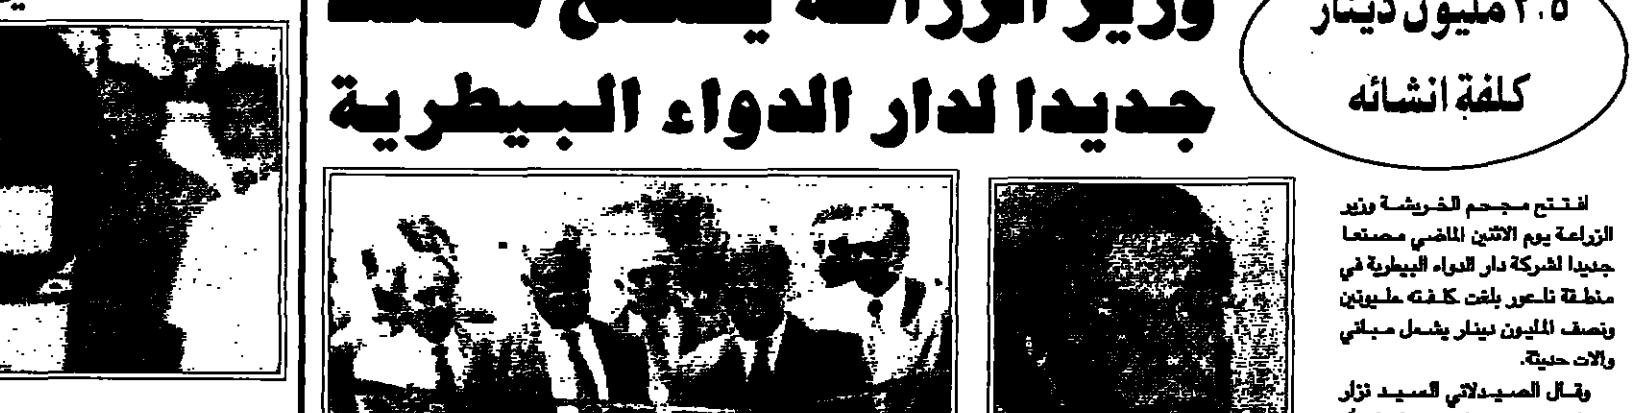 وزير الزراعة يفتتح مصنعا
جديدا لدار الدواء البيطرية
٢,٥ مليون دينار
كلفة انشائه
افتتح مجحم الخريشة وزير
الزراعة يوم الاثنين الماضي مصنعا
جديدا لشركة دار الدواء البيطرية في
منطقة ناعور بلغت كلفته مليونين
ونصف المليون دينار يشمل مباني
والات حديثة.
وقال الصيدلاني السيد نزار